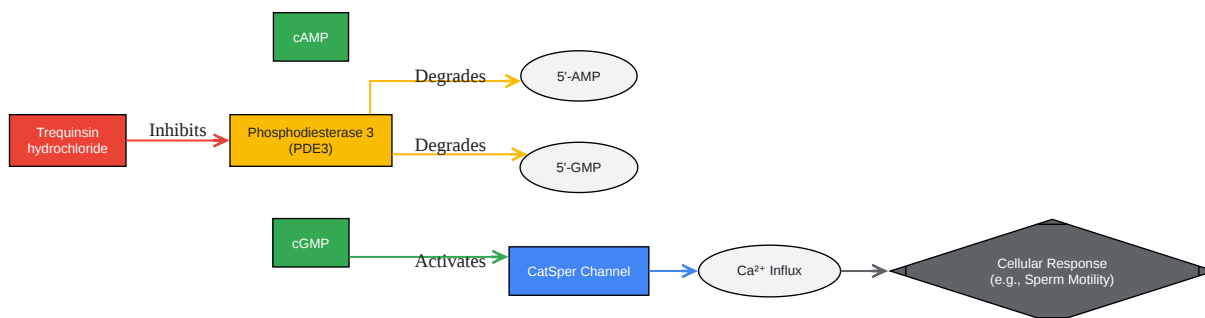 cAMP
Degrades
5'-AMP
Trequinsin
hydrochloride
Inhibits
Phosphodiesterase 3
(PDE3)
Degrades
5'-GMP
cGMP
Activates
CatSper Channel
Ca²⁺ Influx
Cellular Response
(e.g., Sperm Motility)